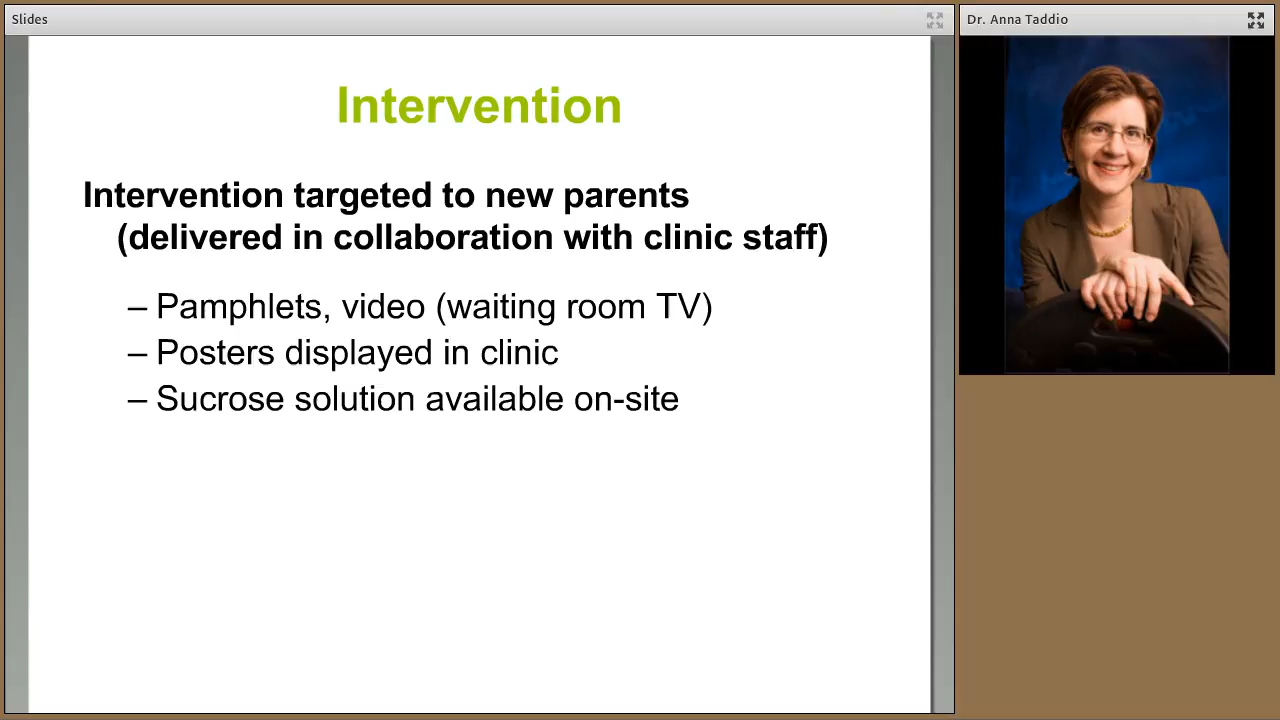 Slides
Dr. Anna Taddio
Intervention
Intervention targeted to new parents
(delivered in collaboration with clinic staff)
– Pamphlets, video (waiting room TV)
– Posters displayed in clinic
– Sucrose solution available on-site